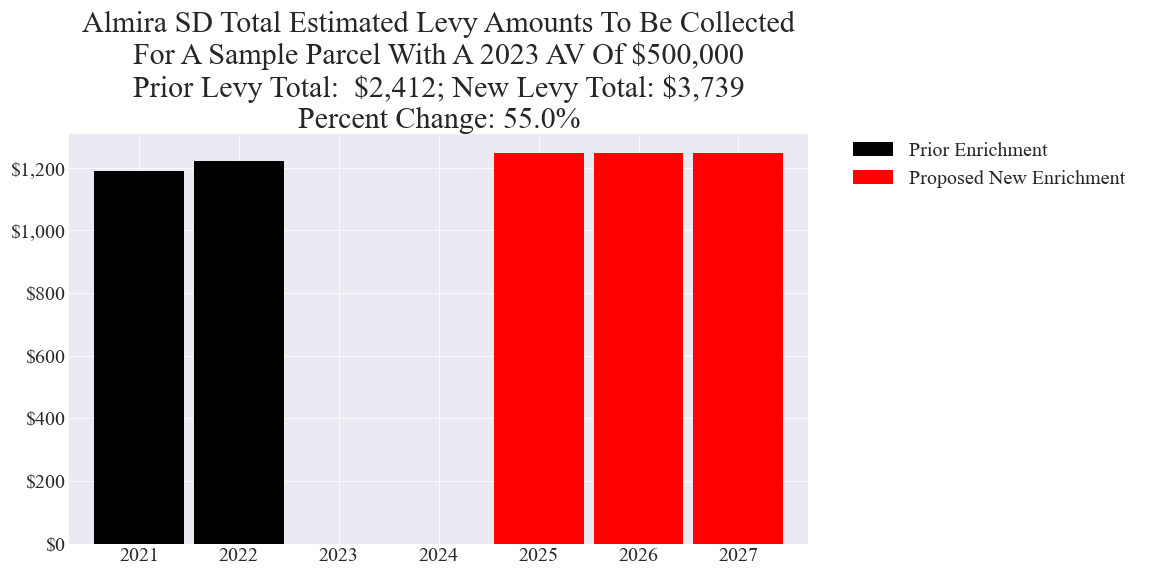 Almira SD Total Estimated Levy Amounts To Be Collected
For A Sample Parcel With A 2023 AV Of $500,000
Prior Levy Total:  $2,412; New Levy Total: $3,739
Percent Change: 55.0%
Prior Enrichment
Proposed New Enrichment
$1,200
$1,000
$800
$600
$400
$200
$0
2021 2022 2023 2024 2025 2026 2027